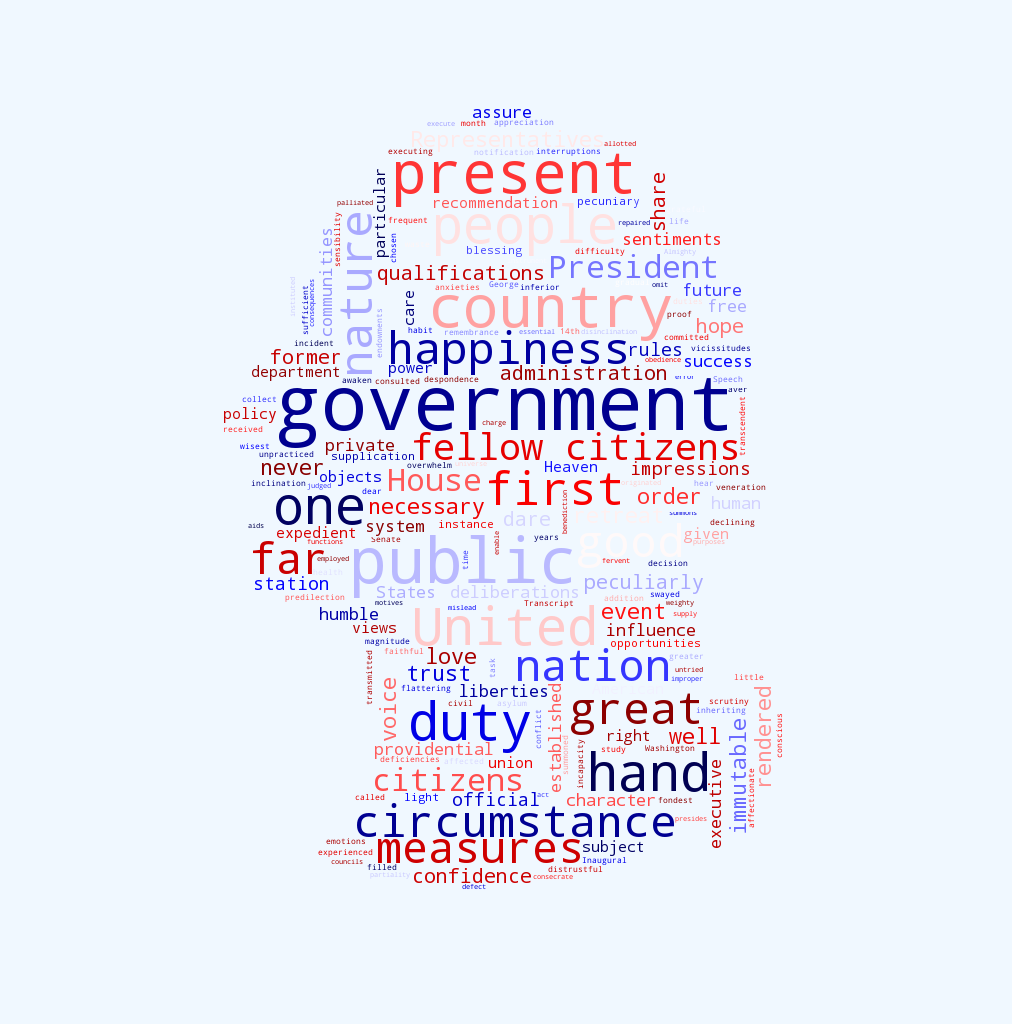 assure
execute month appreciation
Representatives
allotted
executing notification interruptions
present
particular
share
palliated recommendation pecuniary
frequent people repaired life
sensibility nature chosen sentiments
communities blessing difficulty Almighty
qualifications President
anxieties George inferior omit
instituted sufficient consequences care country future
free
endowments habit remembrance essential 14th disinclination proof hope
committed
incident happiness rules vicissitudes
former power obedience success
department awaken consulted despondence administration error Speech
aver
collect government
policy charge transcendent
received
wisest private fellow citizens
unpracticed supplication
never overwhelm Heaven impressions
inclination judged objects House first hear veneration
dear order
one necessary benediction summons human
aids system instance dare declining
expedient good given
functions Senate enable years purposes
far employed public time fervent decision
station States deliberations peculiarly
predilection motives swayed
mislead Transcript addition weighty
humble United event supply
views influence
magnitude opportunities
transmitted faithful love task nation greater
trust untried
improper
flattering liberties little
voice civil asylum established great scrutiny rendered
duty conflict inheriting
right well immutable conscious
providential study Washington
deficiencies affected union summoned incapacity hand
citizens executive affectionate
called light official act character fondest
circumstance presides
emotions measures subject
experienced
councils Inaugural
filled distrustful
partiality confidence consecrate
defect